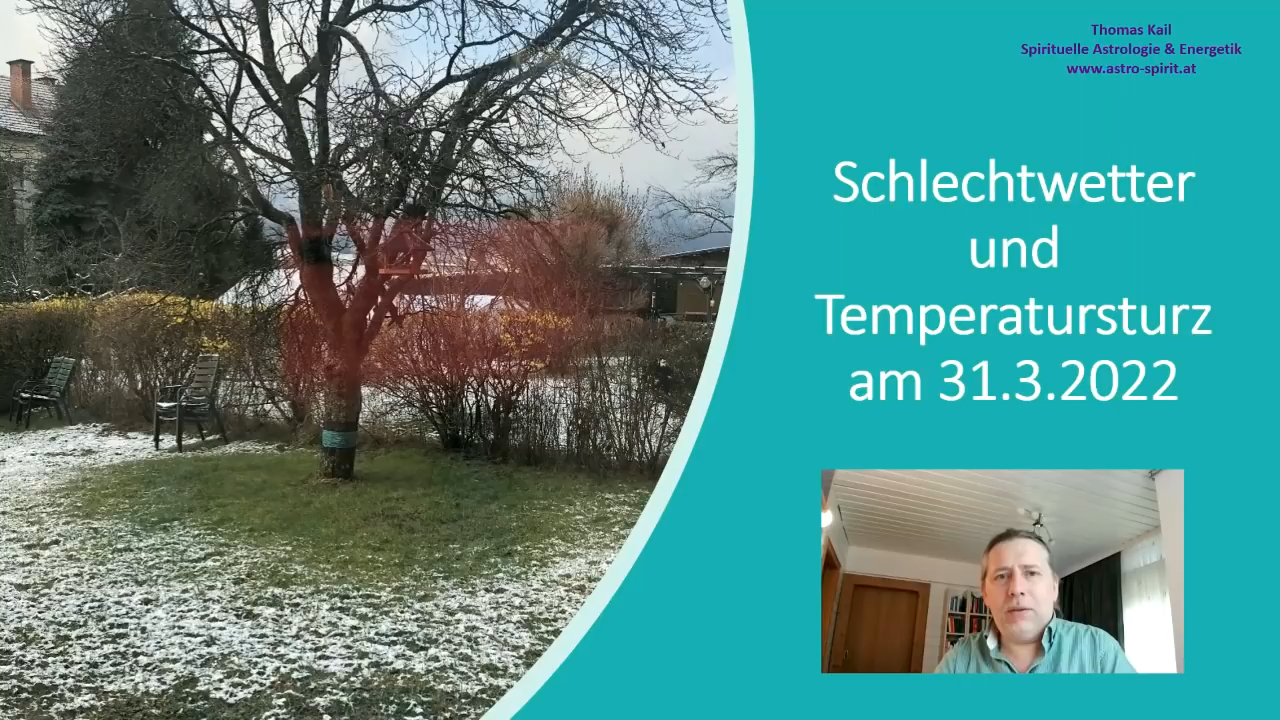 Thomas Kail
Spirituelle Astrologie & Energetik
www.astro-spirit.at
Schlechtwetter
und
Temperatursturz
am 31.3.2022